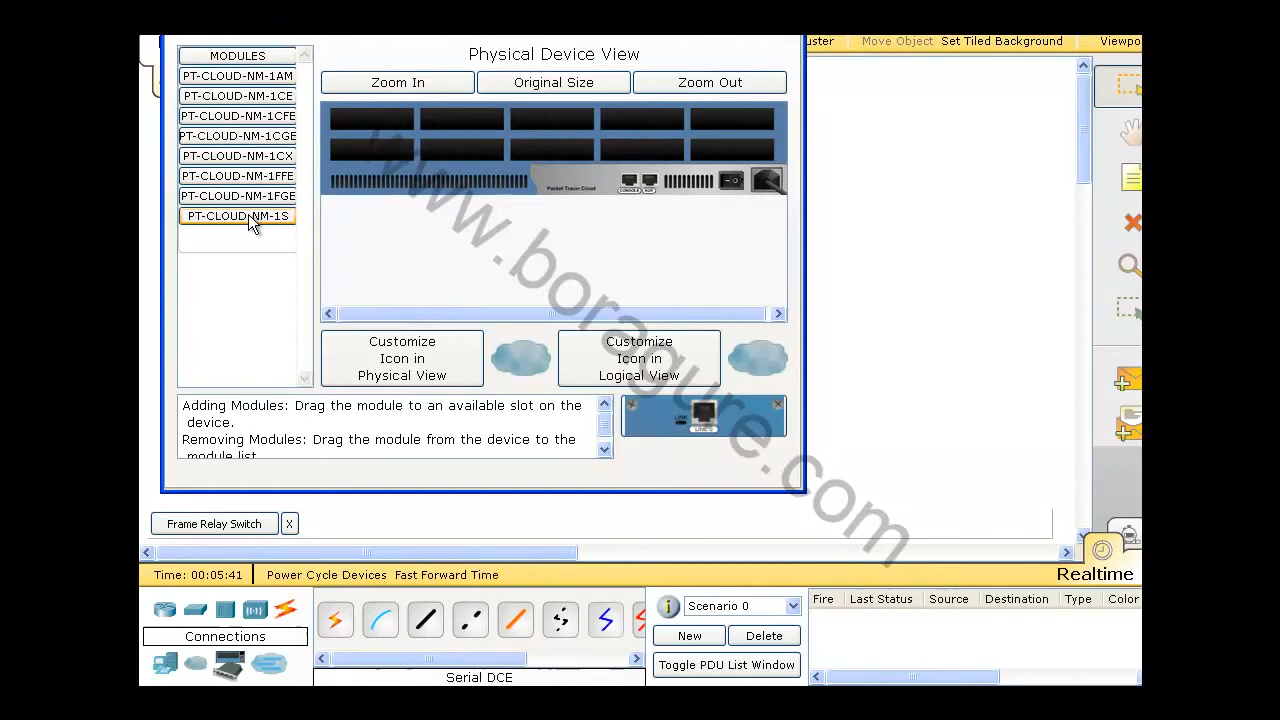 uster
Move Object
Set Tiled Background
Viewpo
MODULES
PT-CLOUD-NM-1AM
PT-CLOUD-NM-1CE
PT-CLOUD-NM-1CFE
PT-CLOUD-NM-1CGE
PT-CLOUD-NM-1CX
PT-CLOUD-NM-1FFE
PT-CLOUD-NM-1FGE
PT-CLOUD-NM-1S
Physical Device View
Zoom In
Original Size
Zoom Out
Packet Tracer Cloud
CONSOLE
AUX
Customize
Icon in
Physical View
Customize
Icon in
Logical View
Adding Modules: Drag the module to an available slot on the
device.
Removing Modules: Drag the module from the device to the
module list.
LINK
www.boragure.com
Frame Relay Switch
X
Time: 00:05:41
Power Cycle Devices
Fast Forward Time
Realtime
Connections
Serial DCE
Scenario 0
New
Delete
Toggle PDU List Window
Fire
Last Status
Source
Destination
Type
Color